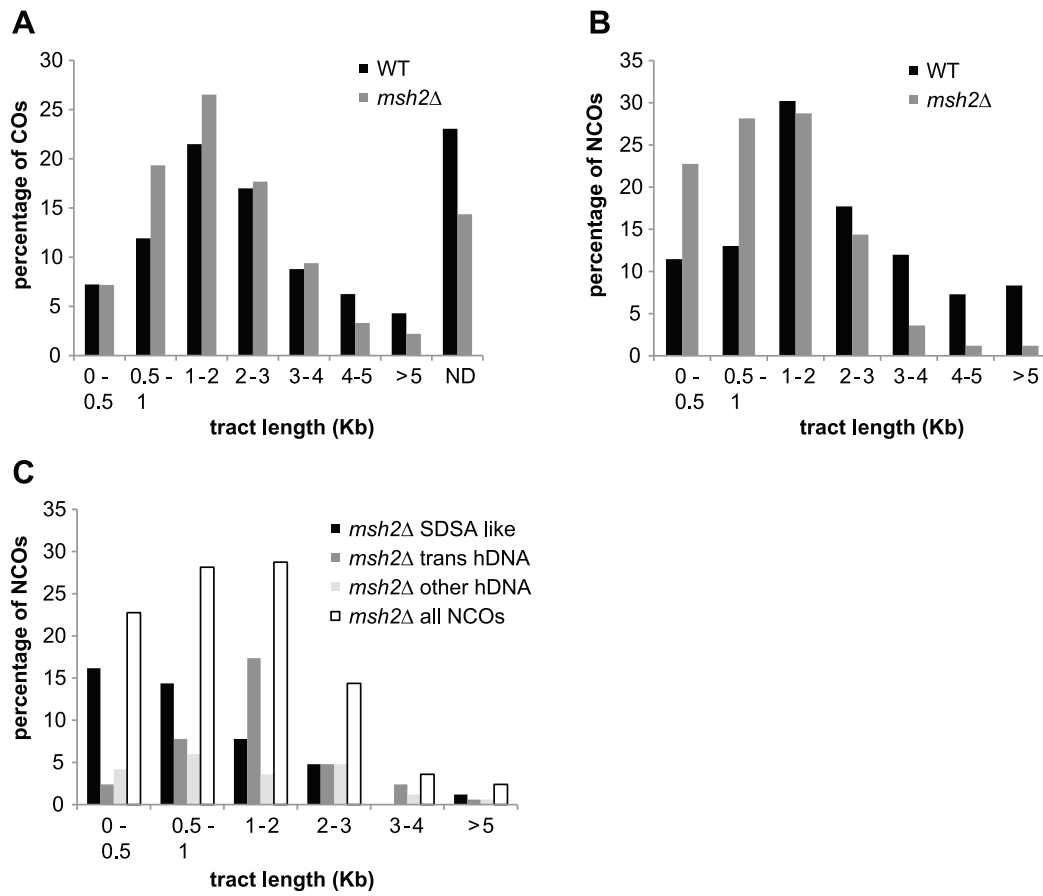 A
percentage of COs
30
25
20
15
10
5
0
WT
msh2Δ
0 - 0.5
0.5 - 1
1-2
2-3
3-4
4-5
>5
ND
tract length (Kb)
B
percentage of NCOs
35
30
25
20
15
10
5
0
WT
msh2Δ
0 - 0.5
0.5 - 1
1-2
2-3
3-4
4-5
>5
tract length (Kb)
C
percentage of NCOs
35
30
25
20
15
10
5
0
msh2Δ SDSA like
msh2Δ trans hDNA
msh2Δ other hDNA
msh2Δ all NCOs
0 - 0.5
0.5 - 1
1-2
2-3
3-4
>5
tract length (Kb)